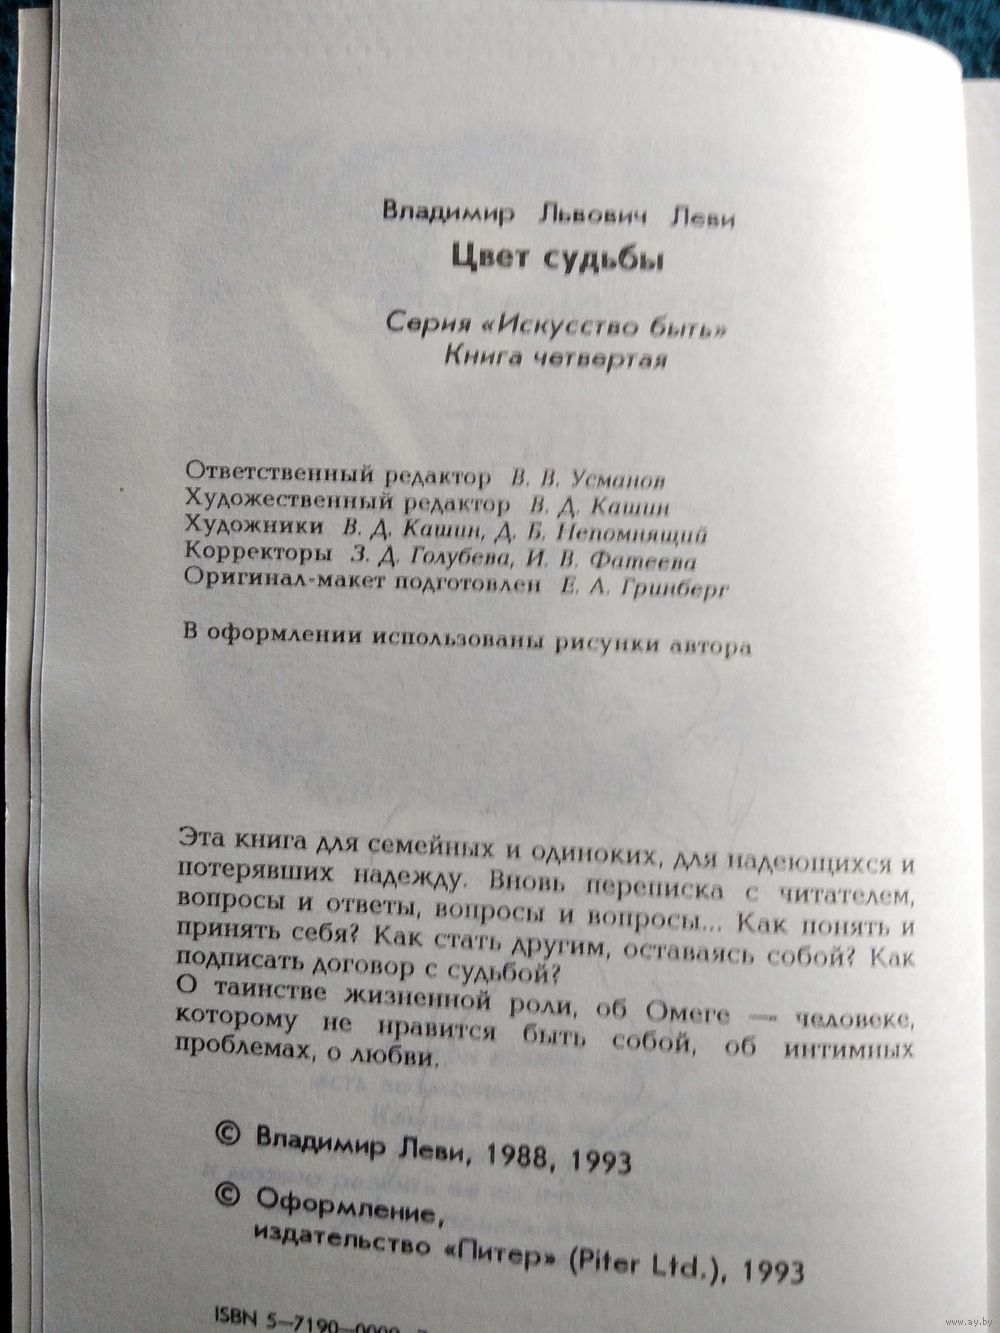 Владимир Львович Леви
Цвет судьбы
Серия «Искусство быть»
Книга четвертая
Ответственный редактор В. В. Усманов
Художественный редактор В. Д. Кашин
Художники В. Д. Кашин, Д. Б. Непомнящий
Корректоры З. Д. Голубева, И. В. Фатеева
Оригинал-макет подготовлен Е. А. Гринберг
В оформлении использованы рисунки автора
Эта книга для семейных и одиноких, для надеющихся и
потерявших надежду. Вновь переписка с читателем,
вопросы и ответы, вопросы и вопросы... Как понять и
принять себя? Как стать другим, оставаясь собой? Как
подписать договор с судьбой?
О таинстве жизненной роли, об Омеге — человеке,
которому не нравится быть собой, об интимных
проблемах, о любви.
© Владимир Леви, 1988, 1993
© Оформление,
издательство «Питер» (Piter Ltd.), 1993
ISBN
www.ay.by